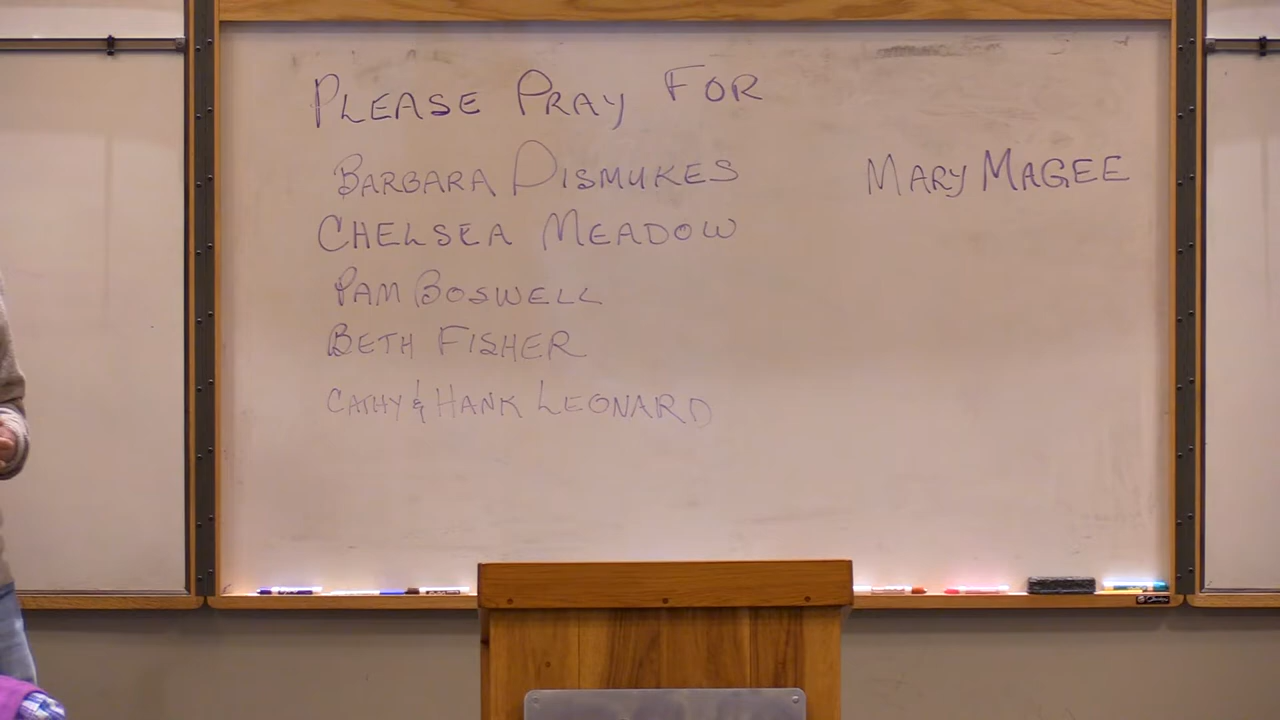 PLEASE PRAY FOR
BARBARA DISMUKES
CHELSEA MEADOW
PAM BOSWELL
BETH FISHER
CATHY & HANK LEONARD
MARY MAGEE